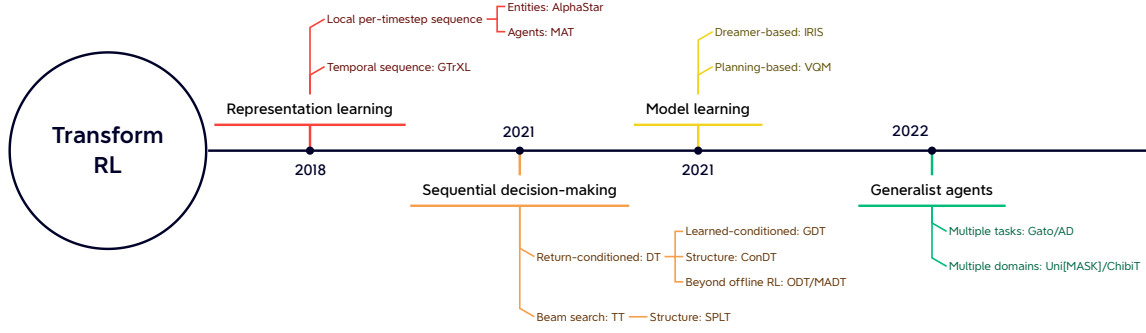 Transform
RL
Representation learning
2018
Local per-timestep sequence
Entities: AlphaStar
Agents: MAT
Temporal sequence: GTrXL
2021
Sequential decision-making
Return-conditioned: DT
Learned-conditioned: GDT
Structure: ConDT
Beyond offline RL: ODT/MADT
Beam search: TT
Structure: SPLT
Dreamer-based: IRIS
Planning-based: VQM
Model learning
2021
2022
Generalist agents
Multiple tasks: Gato/AD
Multiple domains: Uni[MASK]/ChibiT